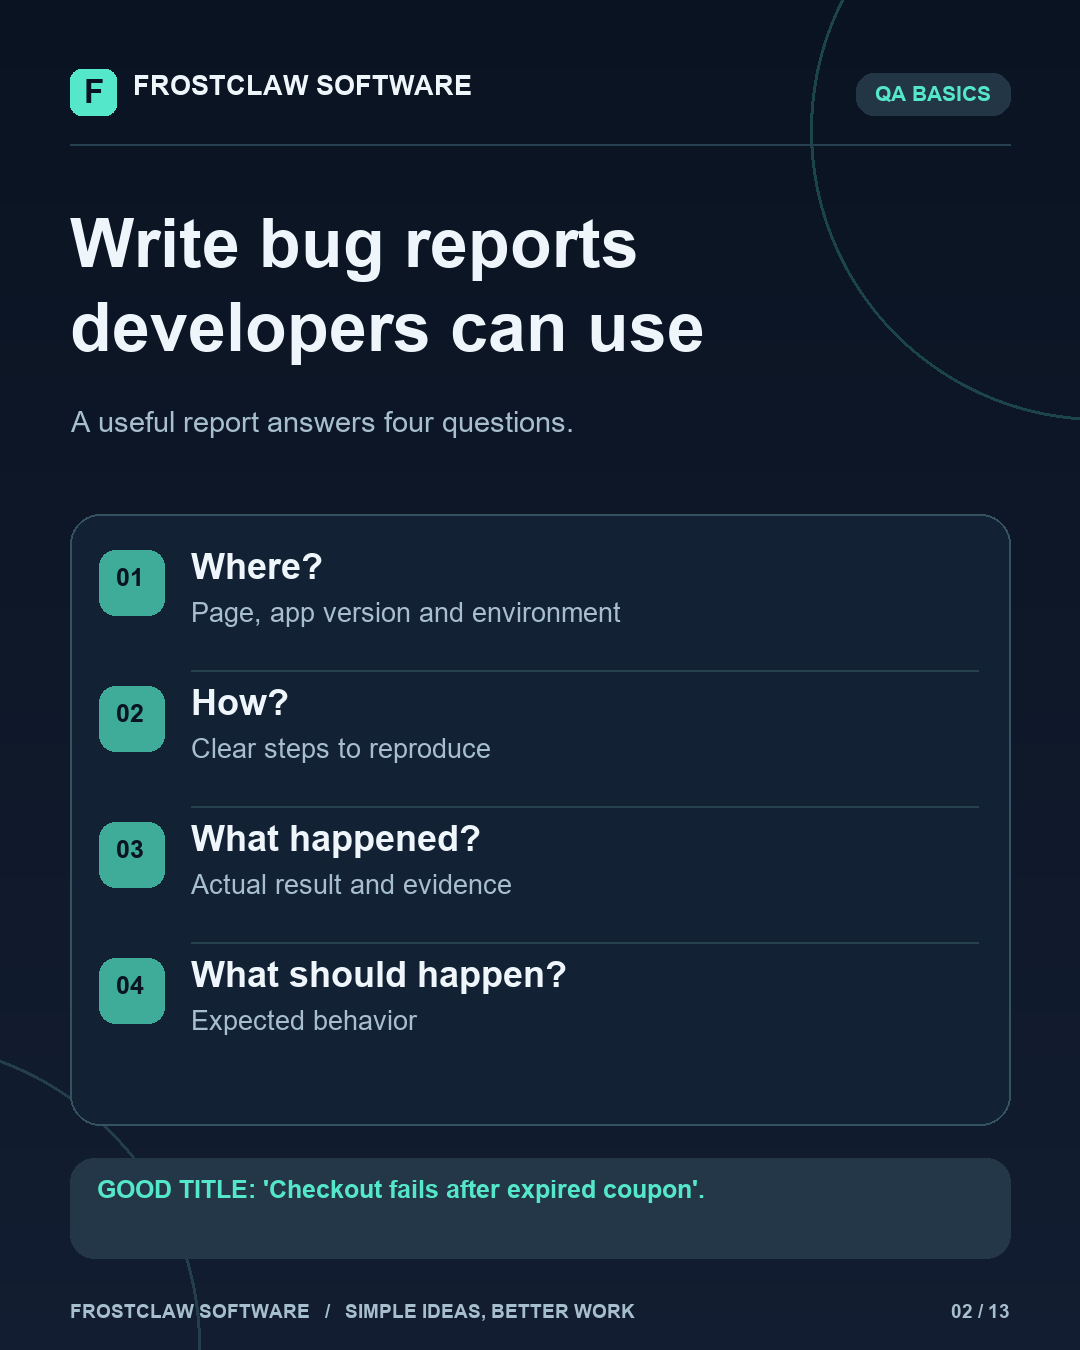 F FROSTCLAW SOFTWARE
QA BASICS
Write bug reports
developers can use
A useful report answers four questions.
01 Where?
Page, app version and environment
02 How?
Clear steps to reproduce
03 What happened?
Actual result and evidence
04 What should happen?
Expected behavior
GOOD TITLE: 'Checkout fails after expired coupon'.
FROSTCLAW SOFTWARE / SIMPLE IDEAS, BETTER WORK
02 / 13